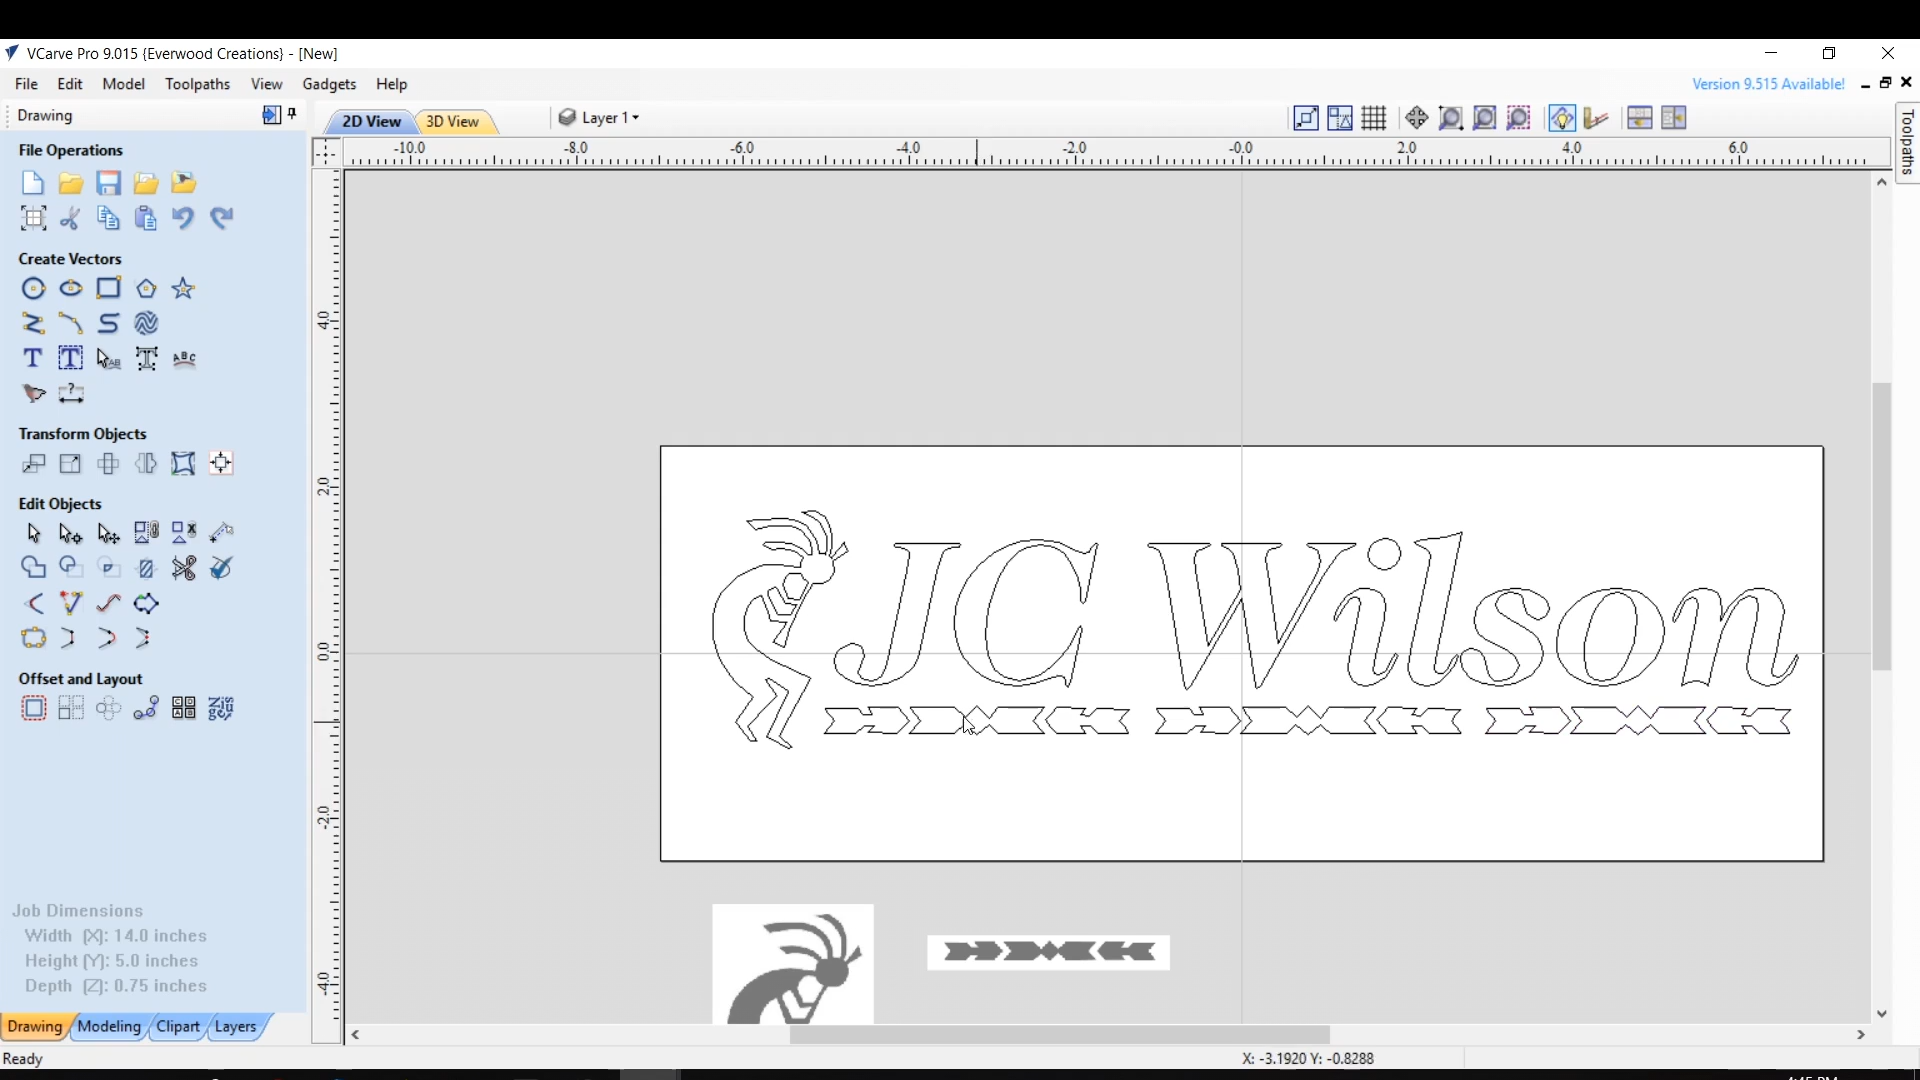 VCarve Pro 9.015 {Everwood Creations} - [New]
File Edit Model Toolpaths View Gadgets Help
Version 9.515 Available!
Drawing
2D View 3D View Layer 1
Toolpaths
File Operations
-10.0 -8.0 -6.0 -4.0 -2.0 -0.0 2.0 4.0 6.0
Create Vectors
4.0
Transform Objects
2.0
Edit Objects
JC Wilson
0.0
Offset and Layout
-2.0
Job Dimensions
Width (X): 14.0 inches
Height (Y): 5.0 inches
Depth (Z): 0.75 inches
-4.0
Drawing Modeling Clipart Layers
Ready
X: -3.1920 Y: -0.8288